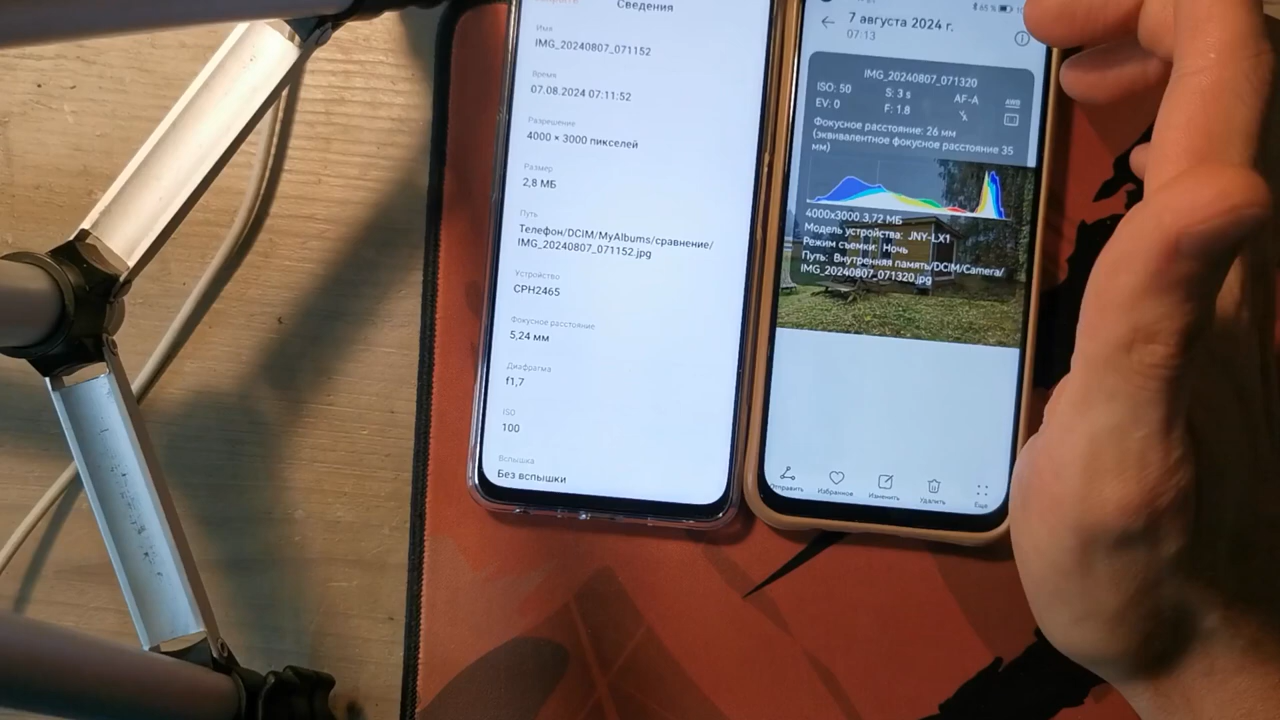 Сведения
Имя
IMG_20240807_071152
Время
07.08.2024 07:11:52
Разрешение
4000 × 3000 пикселей
Размер
2,8 МБ
Путь
Телефон/DCIM/MyAlbums/сравнение/
IMG_20240807_071152.jpg
Устройство
CPH2465
Фокусное расстояние
5,24 мм
Диафрагма
f1,7
ISO
100
Вспышка
Без вспышки
65 %
7 августа 2024 г.
07:13
IMG_20240807_071320
ISO: 50 S: 3 s AF-A AWB
EV: 0 F: 1.8
Фокусное расстояние: 26 мм
(эквивалентное фокусное расстояние 35
мм)
4000x3000 3,72 МБ
Модель устройства: JNY-LX1
Режим съемки: Ночь
Путь: Внутренняя память/DCIM/Camera/
IMG_20240807_071320.jpg
Отправить Избранное Изменить Удалить Еще